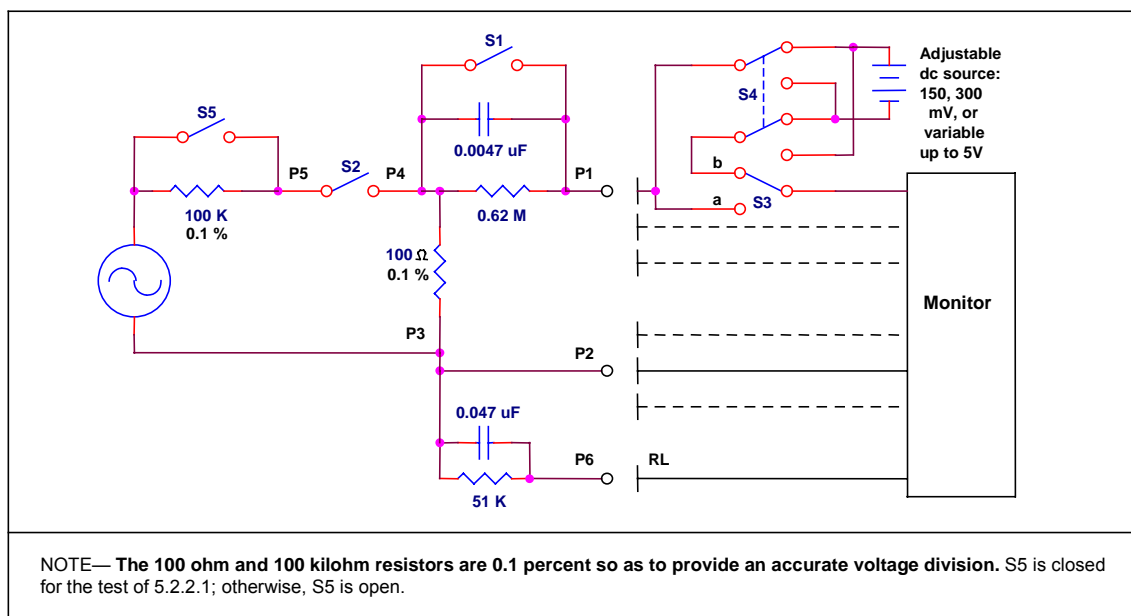 S1
Adjustable
dc source:
150, 300
mV, or
variable
up to 5V
S4
S5
0.0047 uF
S2
P5
P4
P1
b
a
S3
100 K
0.1 %
0.62 M
100 Ω
0.1 %
Monitor
P3
P2
0.047 uF
P6
RL
51 K
NOTE— The 100 ohm and 100 kilohm resistors are 0.1 percent so as to provide an accurate voltage division. S5 is closed
for the test of 5.2.2.1; otherwise, S5 is open.